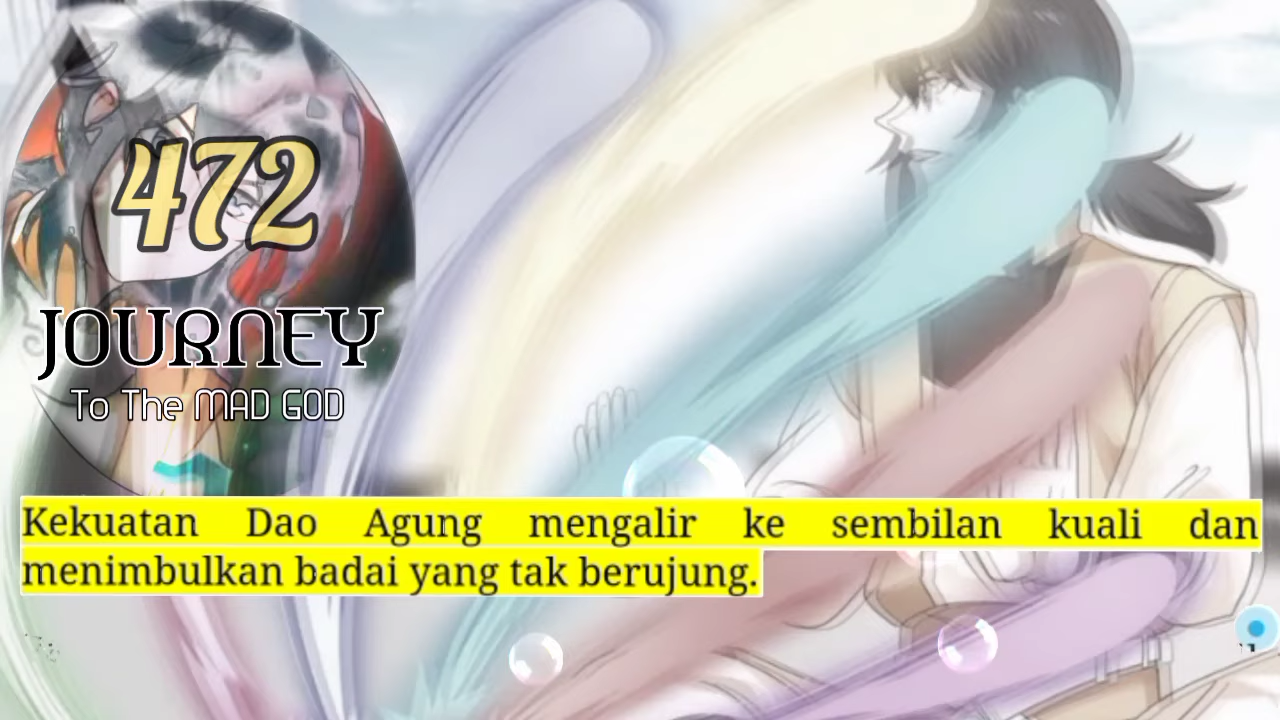 472
JOURNEY
To The MAD GOD
Kekuatan Dao Agung mengalir ke sembilan kuali dan
menimbulkan badai yang tak berujung.